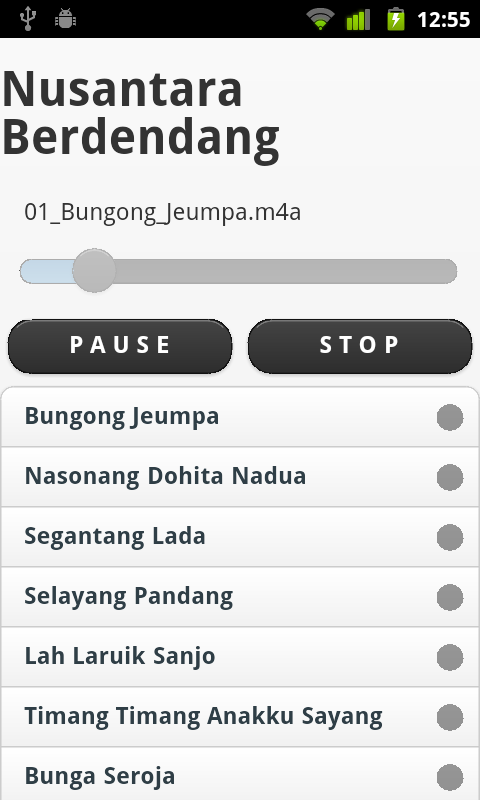 12:55
Nusantara
Berdendang
01_Bungong_Jeumpa.m4a
PAUSE STOP
Bungong Jeumpa
Nasonang Dohita Nadua
Segantang Lada
Selayang Pandang
Lah Laruik Sanjo
Timang Timang Anakku Sayang
Bunga Seroja